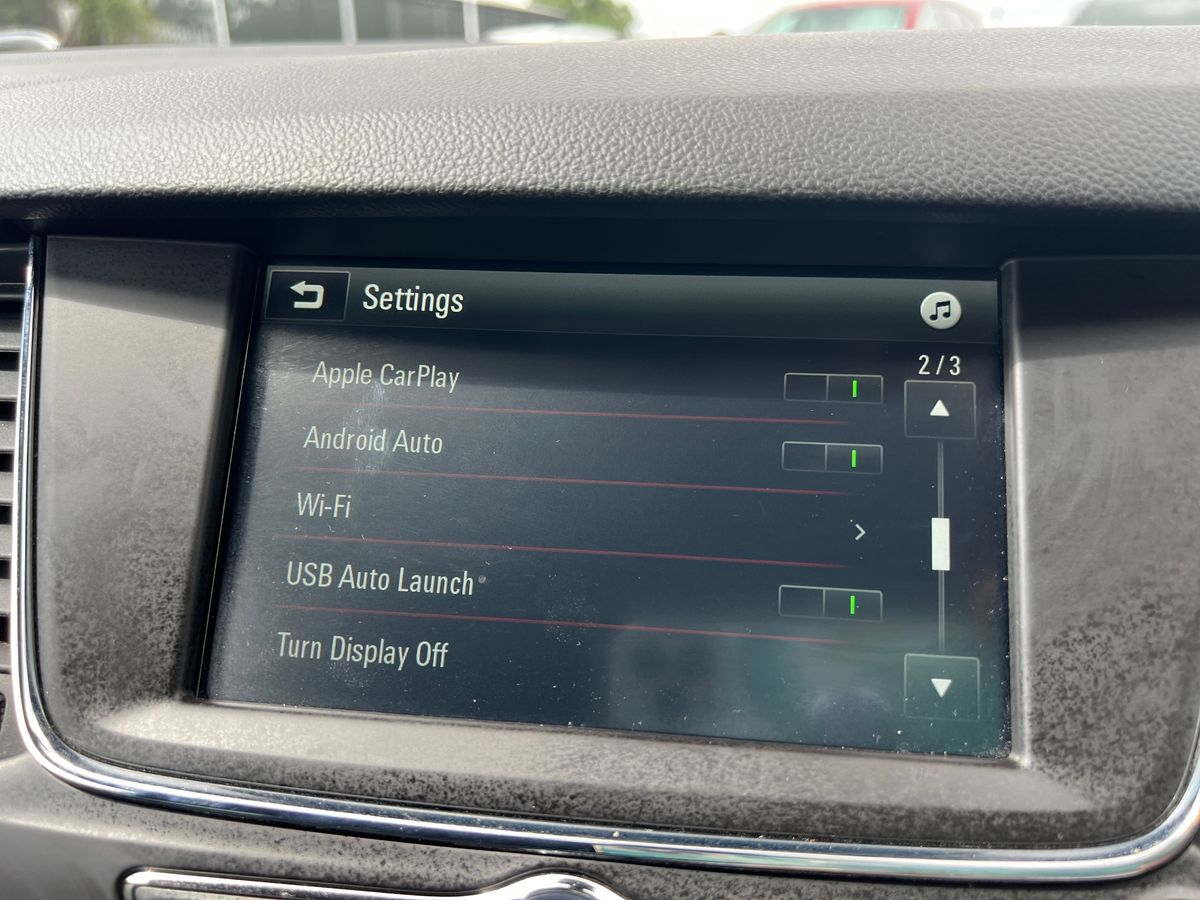 Settings
2/3
Apple CarPlay
Android Auto
Wi-Fi
USB Auto Launch
Turn Display Off